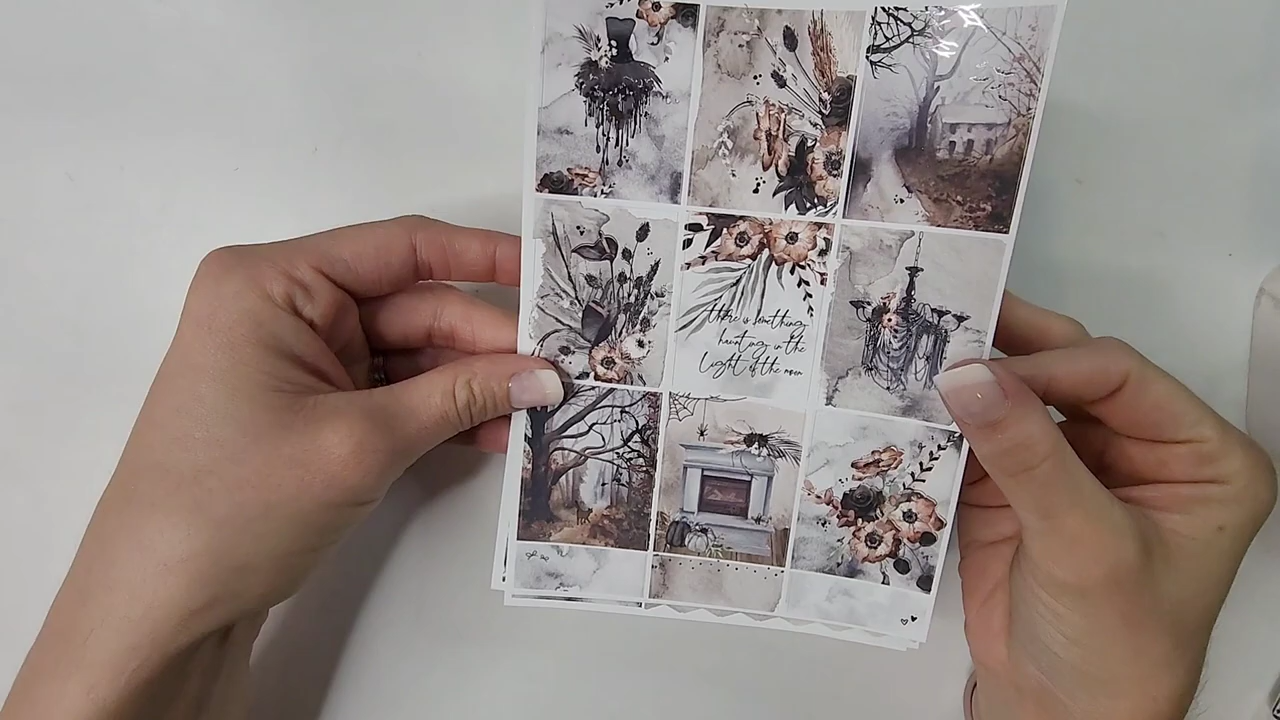 there is something
haunting in the
light of the moon